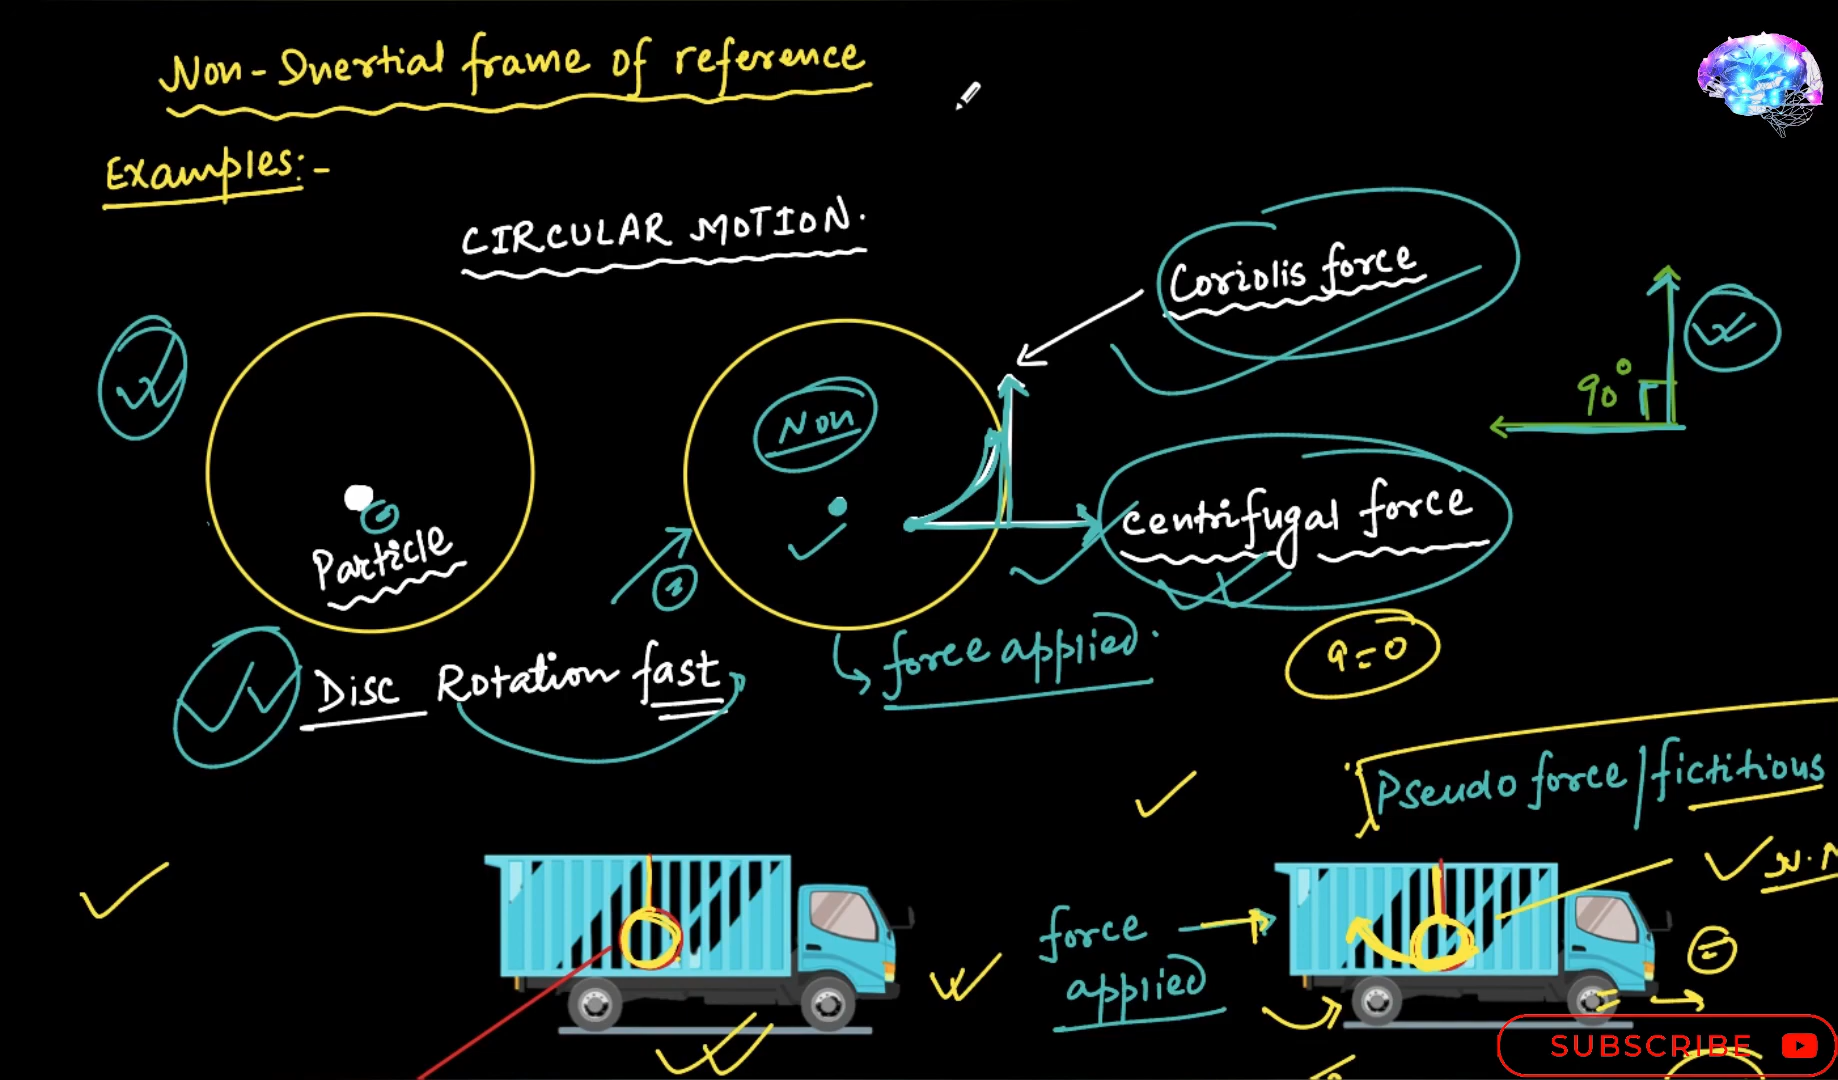 Non-Inertial frame of reference
Examples:-
CIRCULAR MOTION.
Coriolis force
90°
Non
Centrifugal force
Particle
force applied.
a=0
Disc Rotation fast
Pseudo force/fictitious
force
applied
SUBSCRIBE